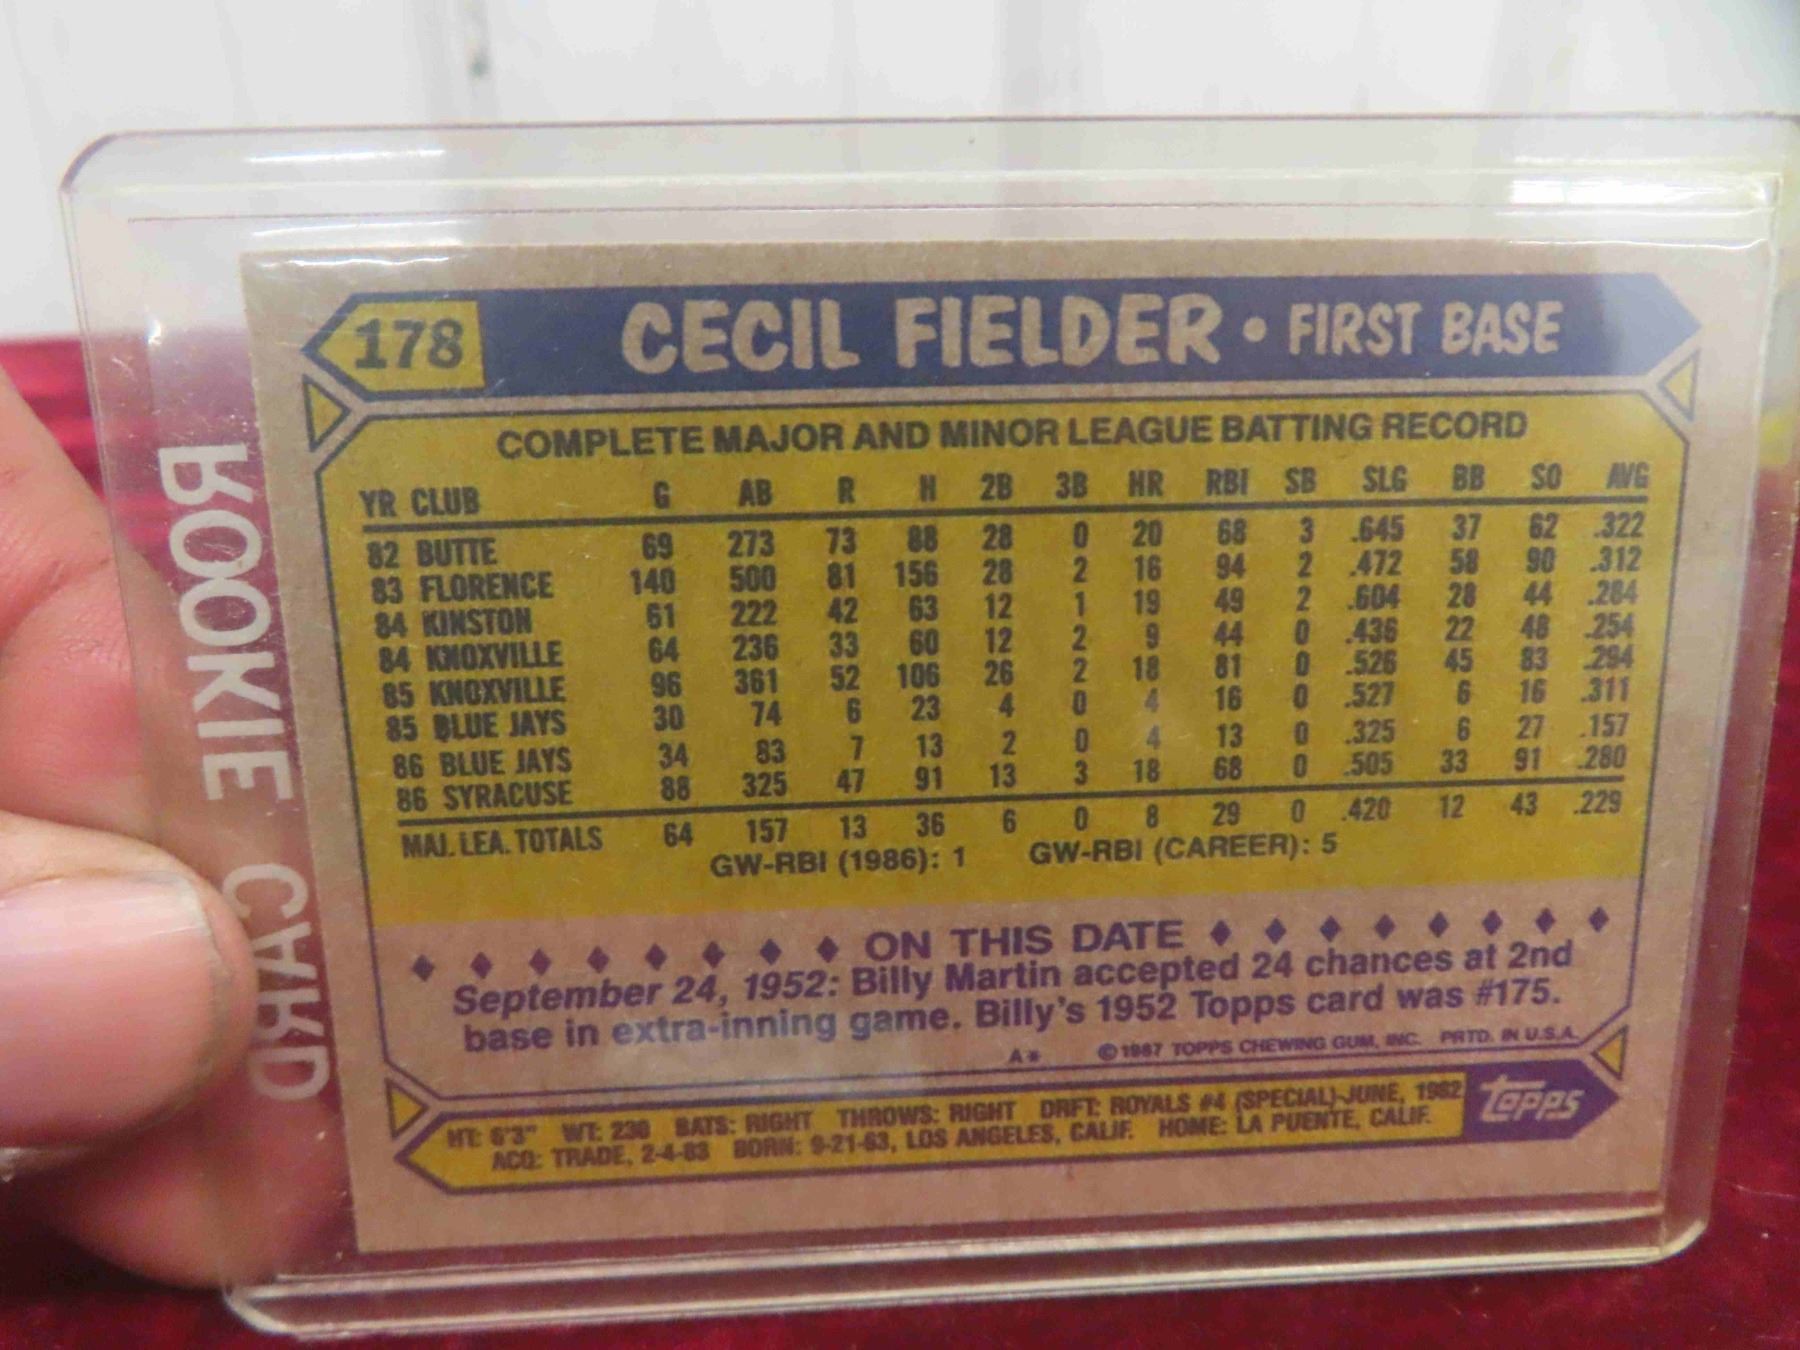 178 CECIL FIELDER • FIRST BASE
COMPLETE MAJOR AND MINOR LEAGUE BATTING RECORD
YR CLUB G AB R H 2B 3B HR RBI SB SLG BB SO AVG
82 BUTTE 69 273 73 88 28 0 20 68 3 .645 37 62 .322
83 FLORENCE 140 500 81 156 28 2 16 94 2 .472 58 90 .312
84 KINSTON 61 222 42 63 12 1 19 49 2 .604 28 44 .284
84 KNOXVILLE 64 236 33 60 12 2 9 44 0 .436 22 48 .254
85 KNOXVILLE 96 361 52 106 26 2 18 81 0 .526 45 83 .294
85 BLUE JAYS 30 74 6 23 4 0 4 16 0 .527 6 16 .311
86 BLUE JAYS 34 83 7 13 2 0 4 13 0 .325 6 27 .157
86 SYRACUSE 88 325 47 91 13 3 18 68 0 .505 33 91 .280
MAJ. LEA. TOTALS 64 157 13 36 6 0 8 29 0 .420 12 43 .229
GW-RBI (1986): 1 GW-RBI (CAREER): 5
ON THIS DATE
September 24, 1952: Billy Martin accepted 24 chances at 2nd
base in extra-inning game. Billy's 1952 Topps card was #175.
A* ©1987 TOPPS CHEWING GUM, INC. PRTD. IN U.S.A.
HT: 6'3" WT: 230 BATS: RIGHT THROWS: RIGHT DRFT: ROYALS #4 (SPECIAL)-JUNE, 1982
ACQ: TRADE, 2-4-83 BORN: 9-21-63, LOS ANGELES, CALIF. HOME: LA PUENTE, CALIF.
Topps
ROOKIE CARD